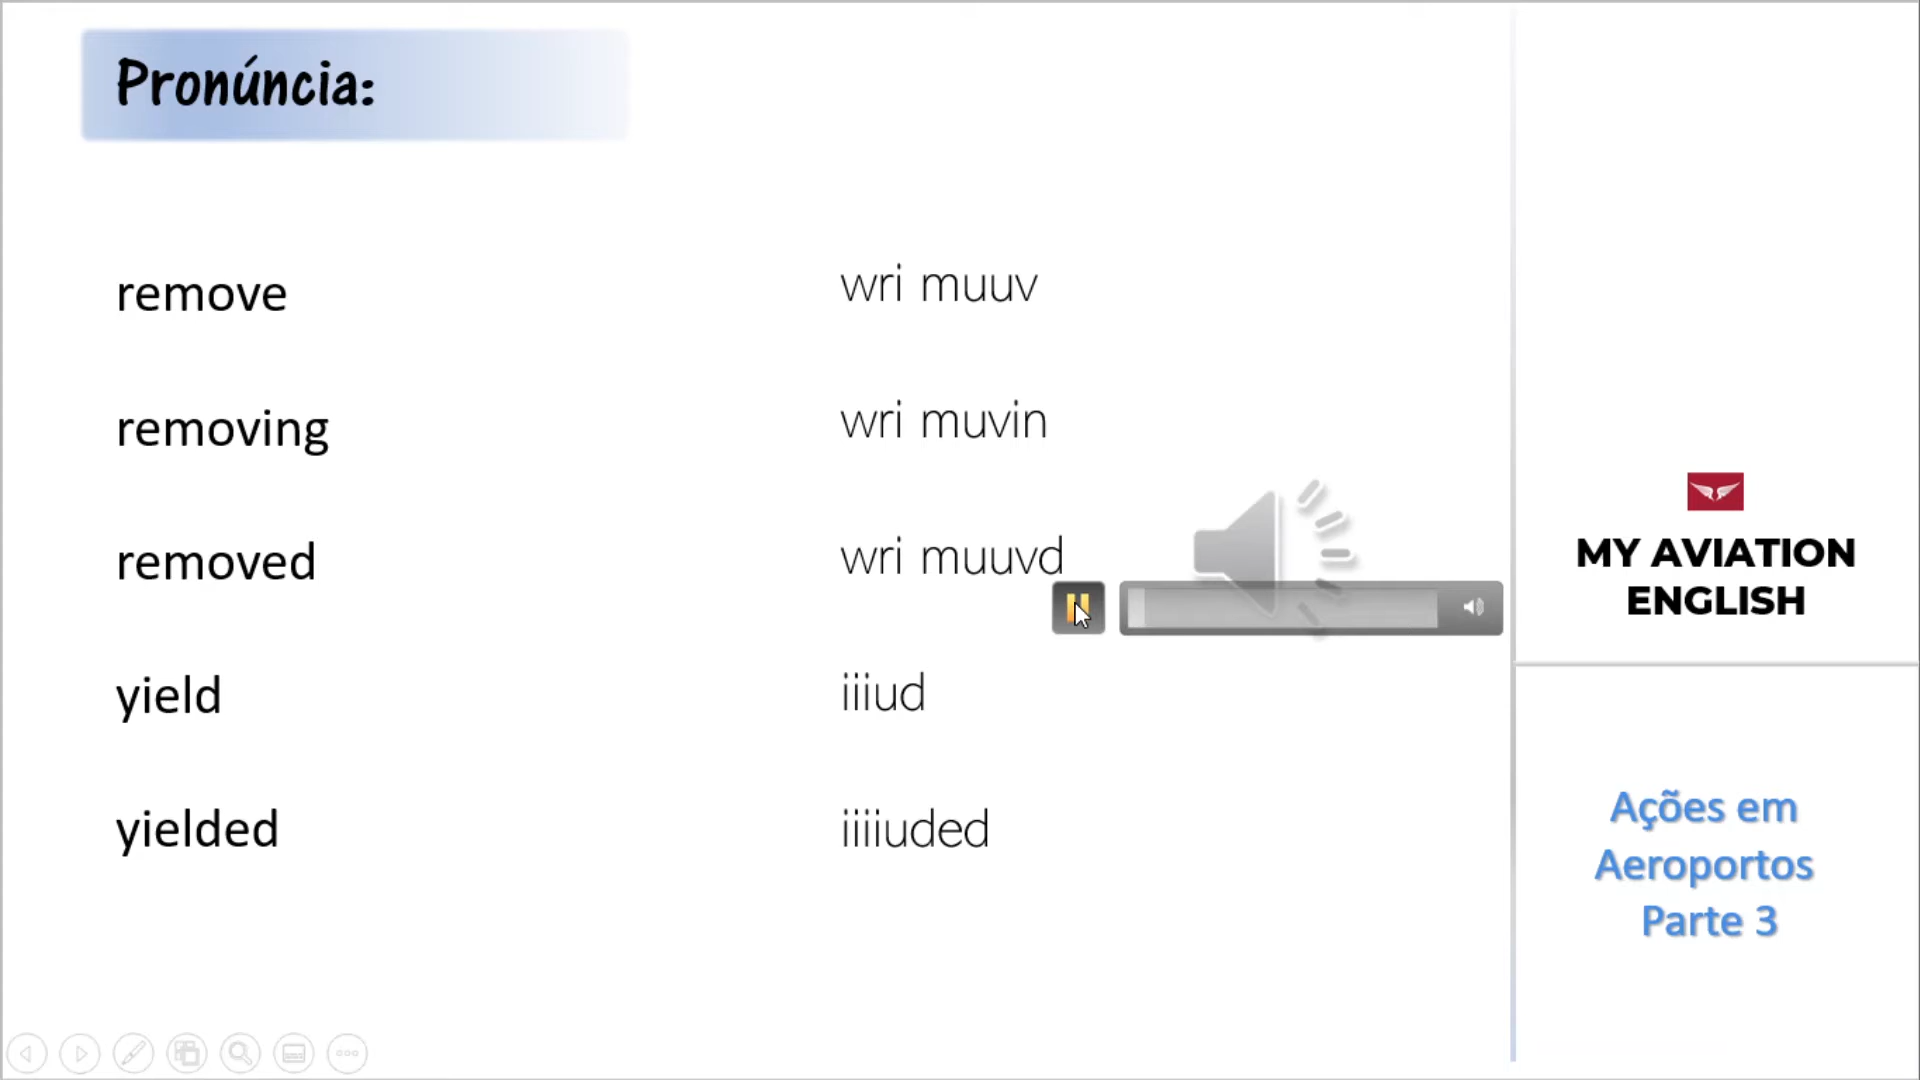 Pronúncia:
remove wri muuv
removing wri muvin
removed wri muuvd
yield iiiud
yielded iiiiuded
MY AVIATION
ENGLISH
Ações em
Aeroportos
Parte 3